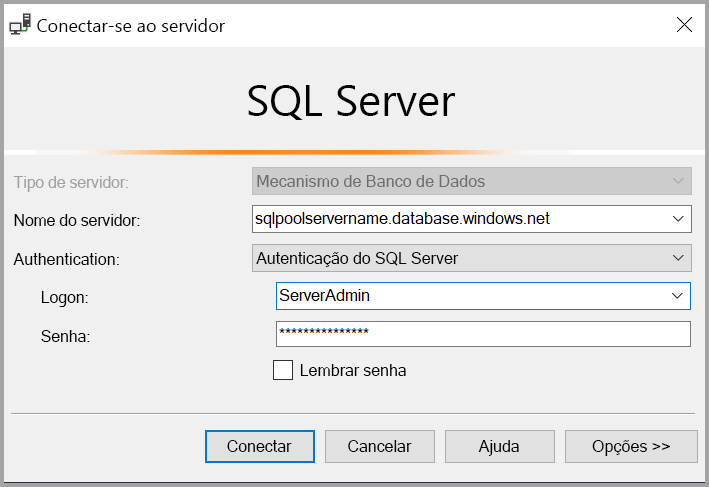 Conectar-se ao servidor
SQL Server
Tipo de servidor: Mecanismo de Banco de Dados
Nome do servidor: sqlpoolservername.database.windows.net
Authentication: Autenticação do SQL Server
Logon: ServerAdmin
Senha: ***************
Lembrar senha
Conectar Cancelar Ajuda Opções >>